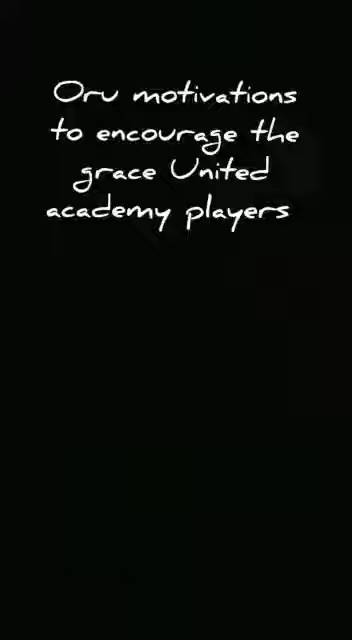 Oru motivations
to encourage the
grace United
academy players